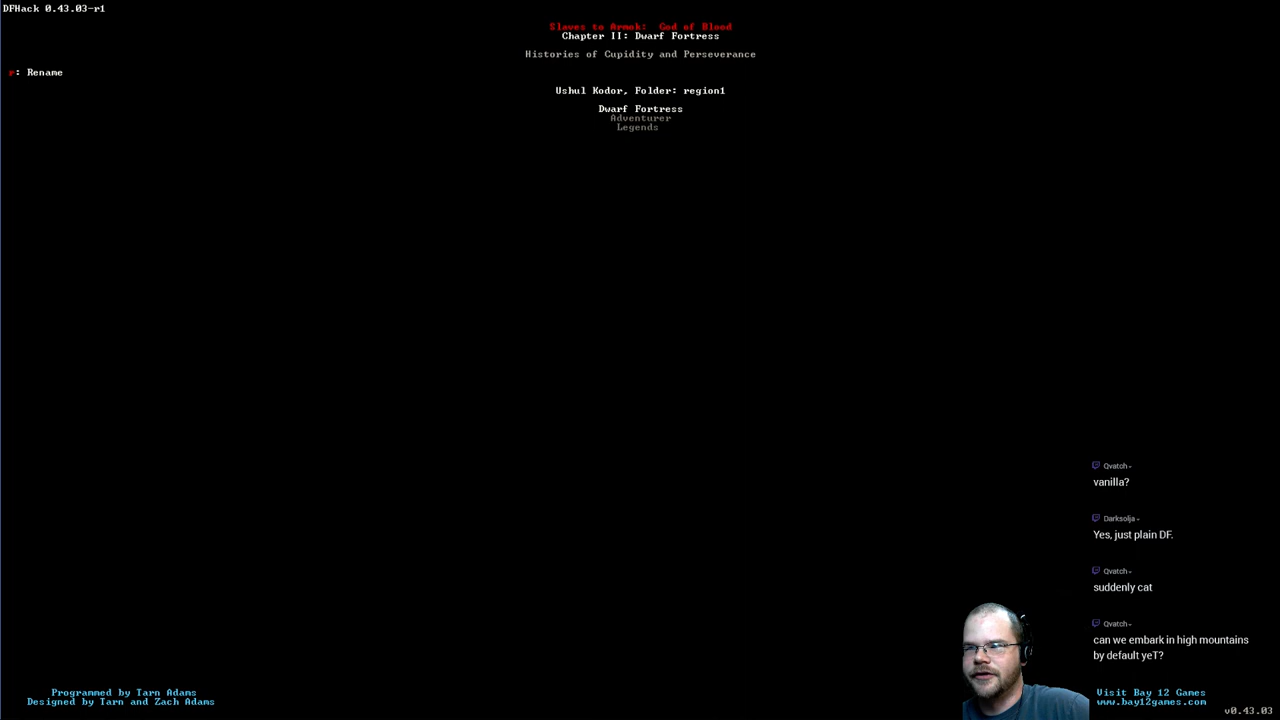 DFHack 0.43.03-r1
Slaves to Armok: God of Blood
Chapter II: Dwarf Fortress
Histories of Cupidity and Perseverance
r: Rename
Ushul Kodor, Folder: region1
Dwarf Fortress
Adventurer
Legends
Qvatch-
vanilla?
Darksolja-
Yes, just plain DF.
Qvatch-
suddenly cat
Qvatch-
can we embark in high mountains
by default yeT?
Programmed by Tarn Adams
Designed by Tarn and Zach Adams
Visit Bay 12 Games
www.bay12games.com
v0.43.03